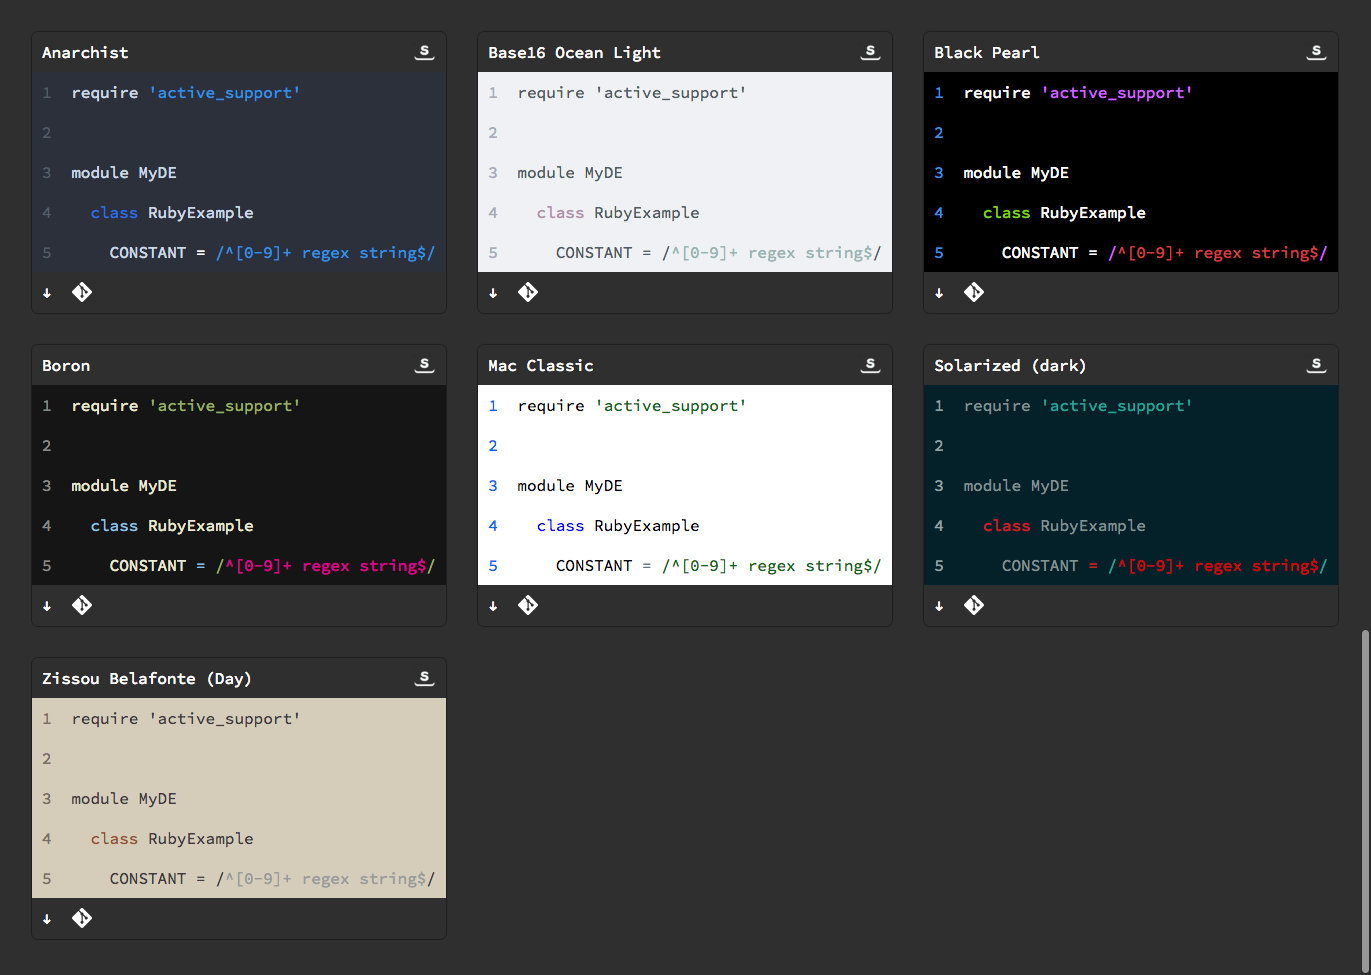 Anarchist S
1 require 'active_support'
2
3 module MyDE
4 class RubyExample
5 CONSTANT = /^[0-9]+ regex string$/
Base16 Ocean Light S
1 require 'active_support'
2
3 module MyDE
4 class RubyExample
5 CONSTANT = /^[0-9]+ regex string$/
Black Pearl S
1 require 'active_support'
2
3 module MyDE
4 class RubyExample
5 CONSTANT = /^[0-9]+ regex string$/
Boron S
1 require 'active_support'
2
3 module MyDE
4 class RubyExample
5 CONSTANT = /^[0-9]+ regex string$/
Mac Classic S
1 require 'active_support'
2
3 module MyDE
4 class RubyExample
5 CONSTANT = /^[0-9]+ regex string$/
Solarized (dark) S
1 require 'active_support'
2
3 module MyDE
4 class RubyExample
5 CONSTANT = /^[0-9]+ regex string$/
Zissou Belafonte (Day) S
1 require 'active_support'
2
3 module MyDE
4 class RubyExample
5 CONSTANT = /^[0-9]+ regex string$/